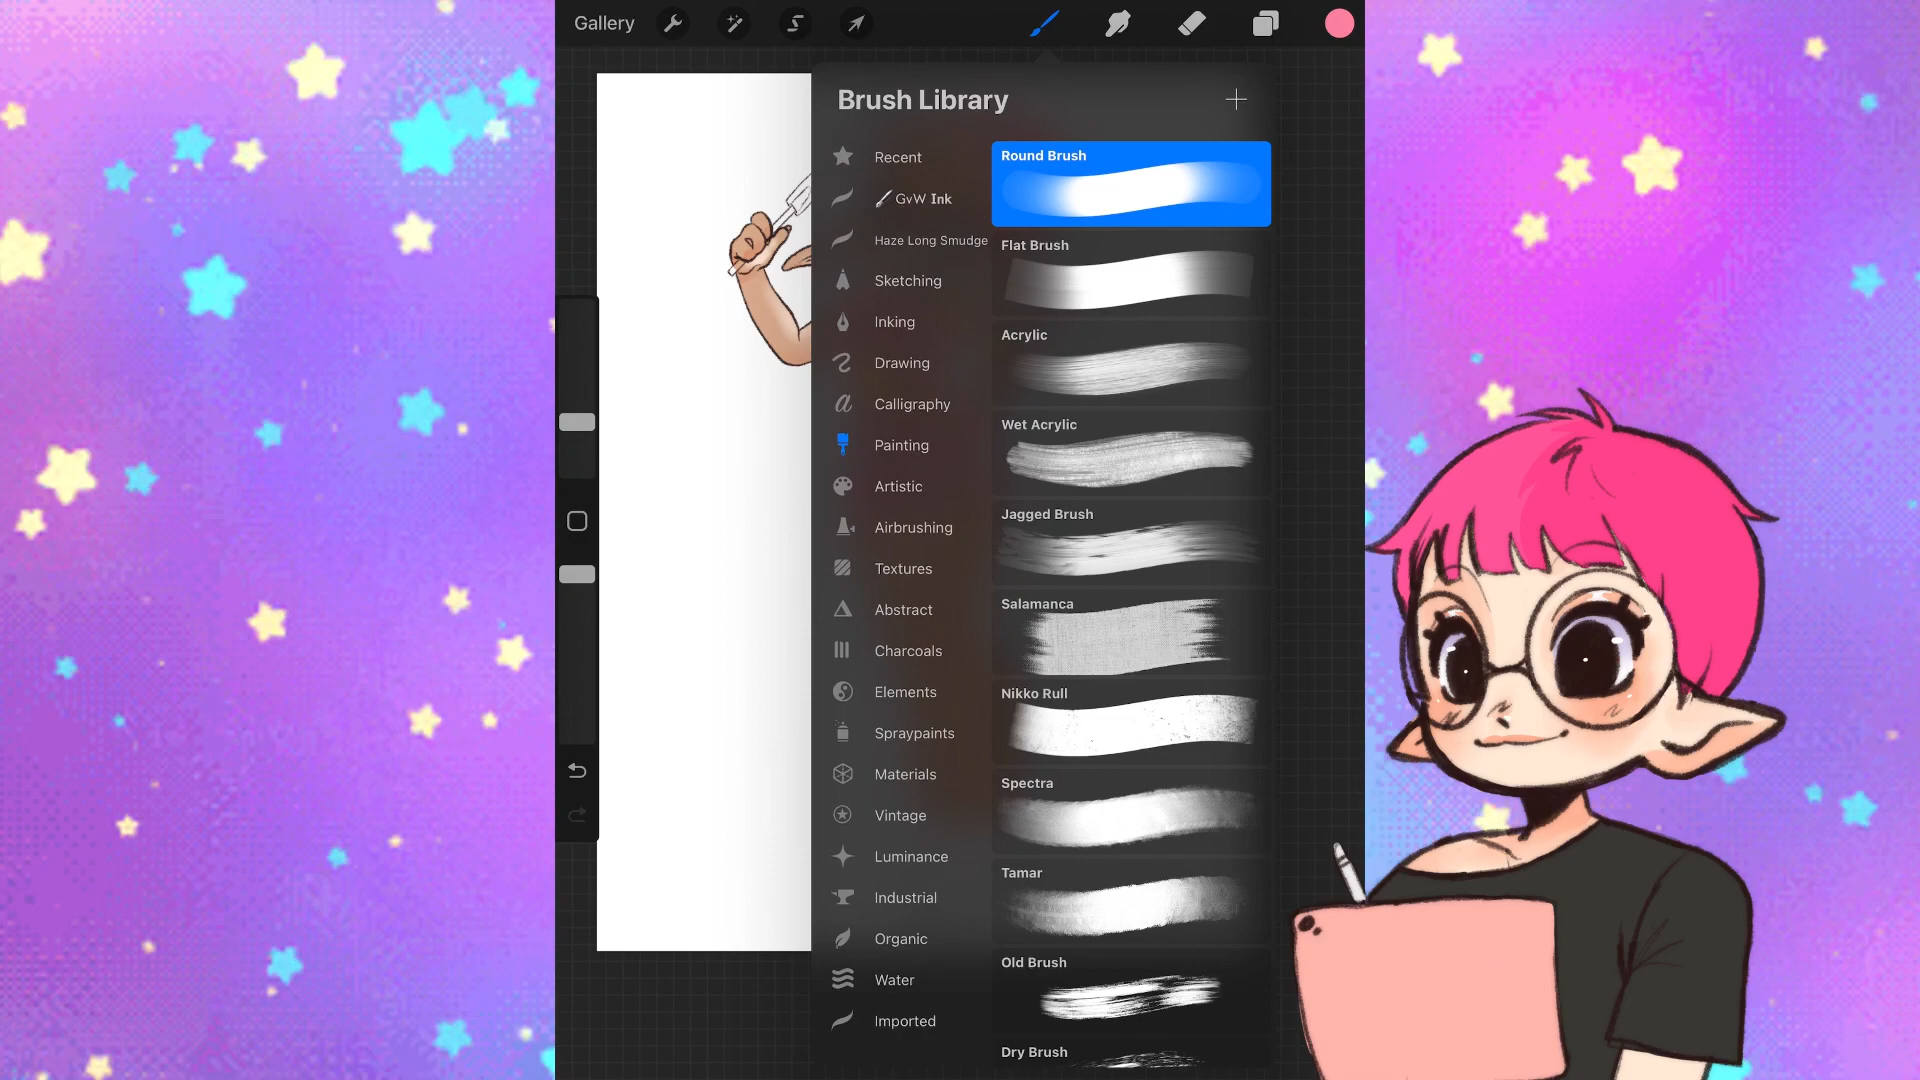 Gallery
Brush Library
Recent
GvW Ink
Haze Long Smudge
Sketching
Inking
Drawing
Calligraphy
Painting
Artistic
Airbrushing
Textures
Abstract
Charcoals
Elements
Spraypaints
Materials
Vintage
Luminance
Industrial
Organic
Water
Imported
Round Brush
Flat Brush
Acrylic
Wet Acrylic
Jagged Brush
Salamanca
Nikko Rull
Spectra
Tamar
Old Brush
Dry Brush